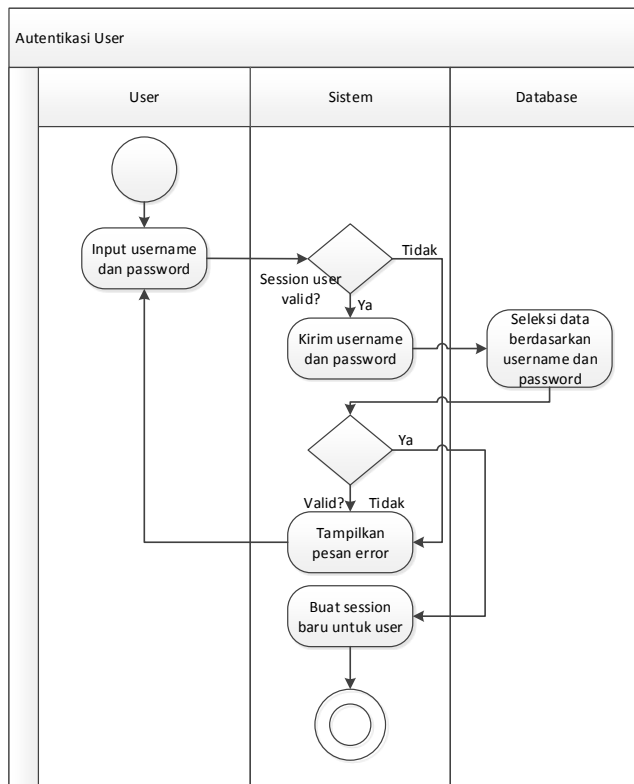 Autentikasi User
User
Sistem
Database
Input username
dan password
Tidak
Session user
valid?
Ya
Kirim username
dan password
Seleksi data
berdasarkan
username dan
password
Ya
Valid?
Tidak
Tampilkan
pesan error
Buat session
baru untuk user